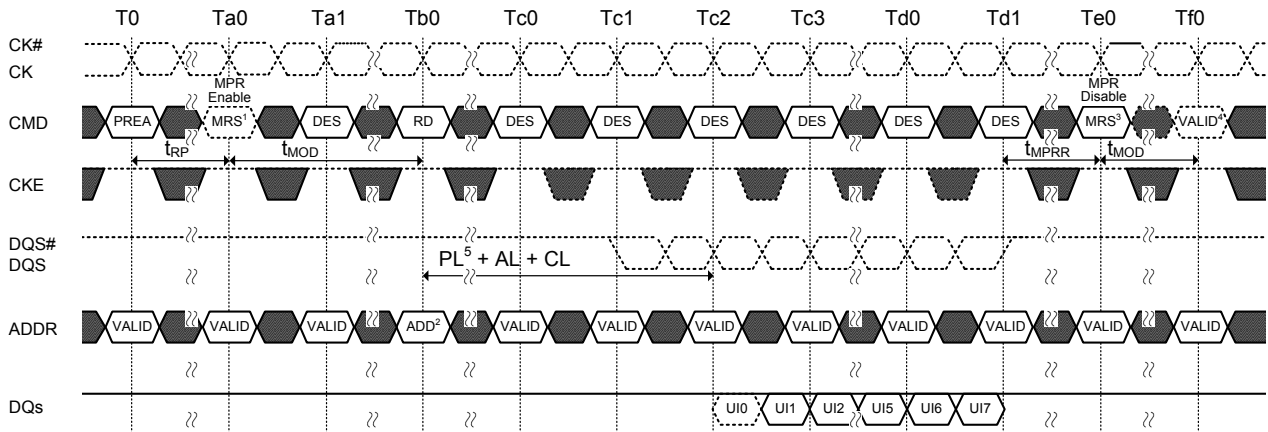 T0 Ta0 Ta1 Tb0 Tc0 Tc1 Tc2 Tc3 Td0 Td1 Te0 Tf0
CK#
CK
MPR Enable
MPR Disable
CMD PREA MRS¹ DES RD DES DES DES DES DES DES MRS³ VALID⁴
tRP tMOD tMPRR tMOD
CKE
DQS#
DQS
PL⁵ + AL + CL
ADDR VALID VALID VALID ADD² VALID VALID VALID VALID VALID VALID VALID VALID
DQs UI0 UI1 UI2 UI5 UI6 UI7